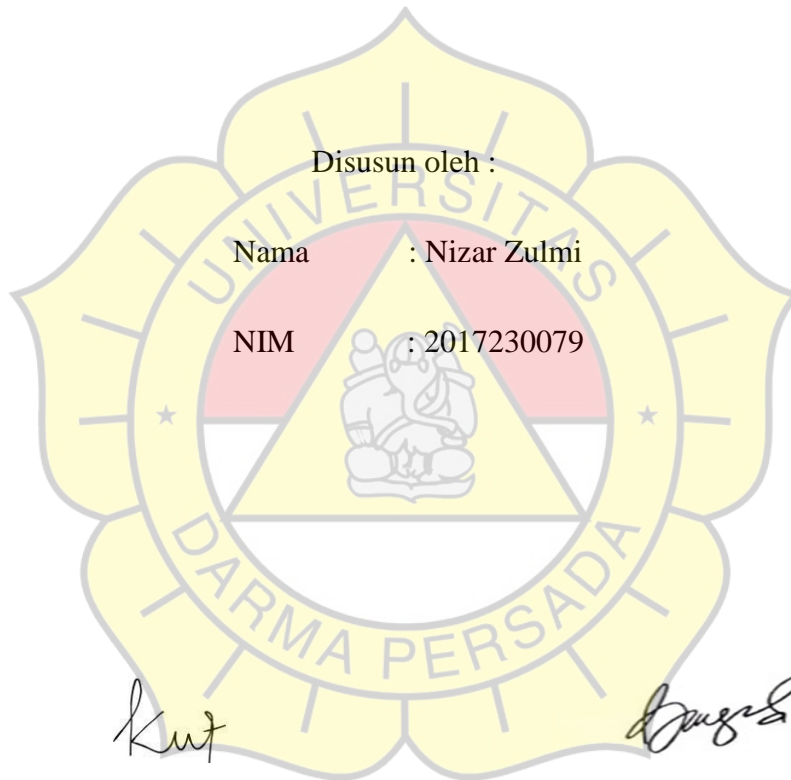 Disusun oleh :
UNIVERSITAS
Nama : Nizar Zulmi
NIM : 2017230079
DARMA PERSADA